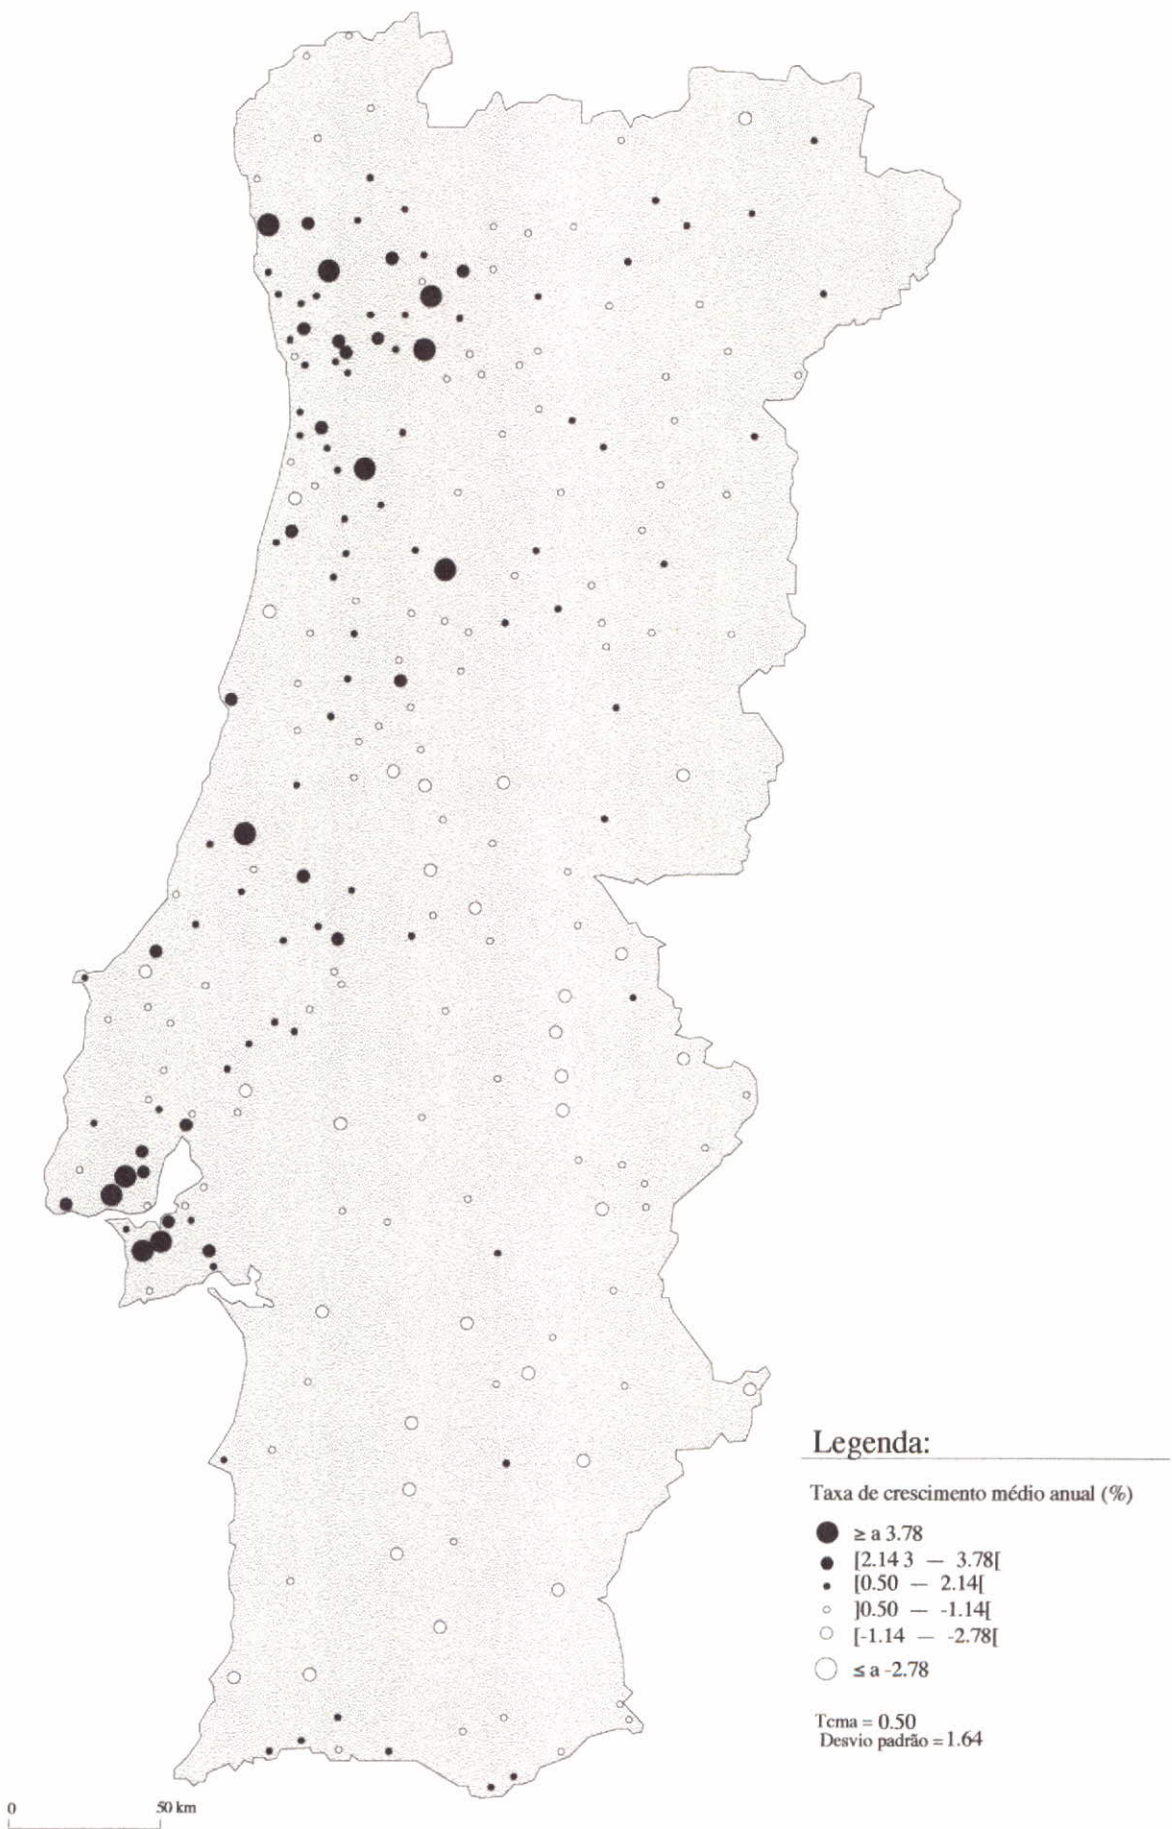 Legenda:
Taxa de crescimento médio anual (%)
≥ a 3.78
[2.14 3 — 3.78[
[0.50 — 2.14[
]0.50 — -1.14[
[-1.14 — -2.78[
≤ a -2.78
Tcma = 0.50
Desvio padrão = 1.64
0 50 km